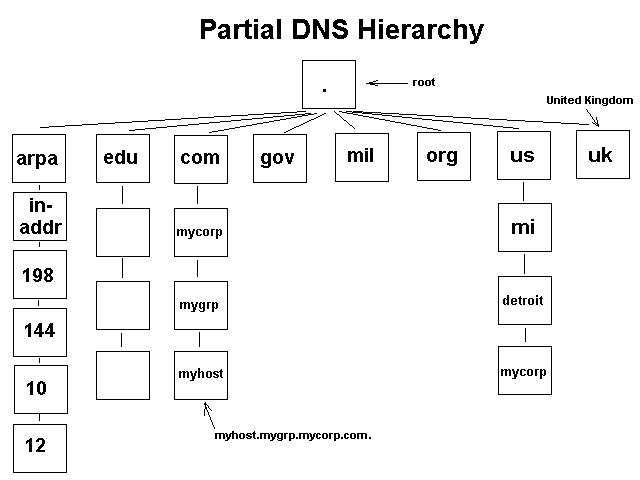 Partial DNS Hierarchy
.
root
United Kingdom
arpa
edu
com
gov
mil
org
us
uk
in-
addr
mycorp
mi
198
mygrp
detroit
144
myhost
mycorp
10
myhost.mygrp.mycorp.com.
12